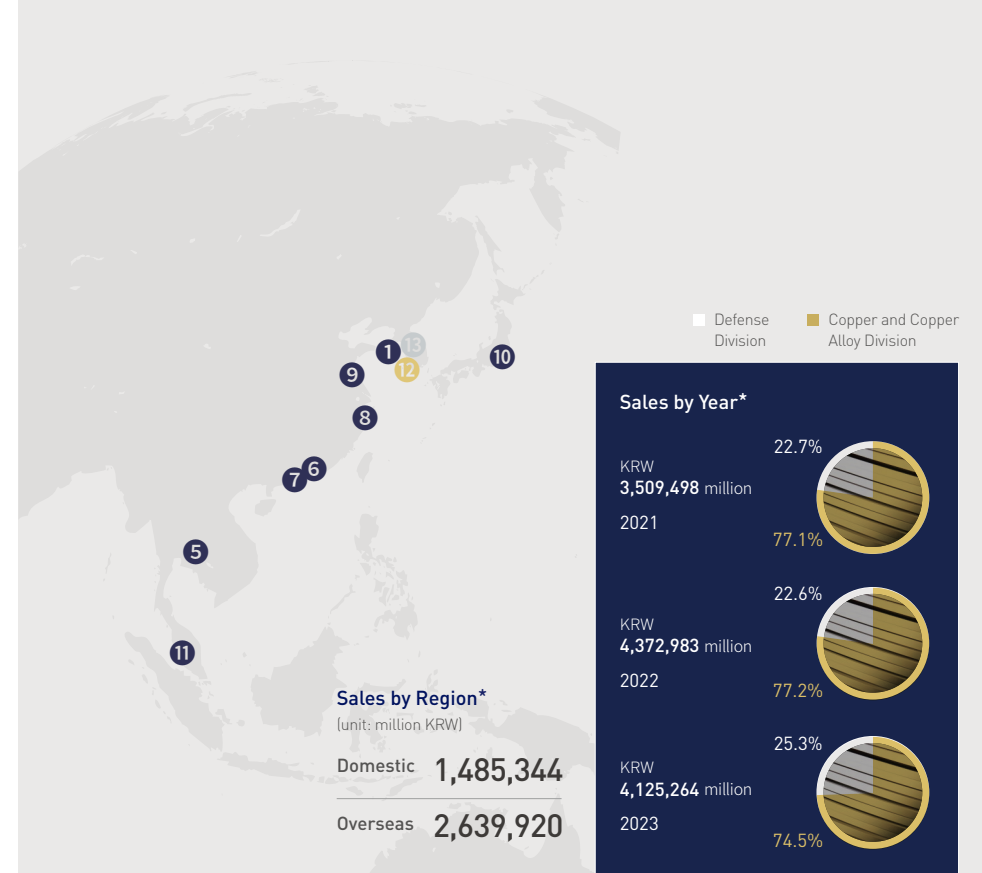 Defense
Division
Copper and Copper
Alloy Division
13
1
12
10
9
8
6
7
5
11
Sales by Region*
(unit: million KRW)
Domestic 1,485,344
Overseas 2,639,920
Sales by Year*
22.7%
KRW
3,509,498 million
2021
77.1%
22.6%
KRW
4,372,983 million
2022
77.2%
25.3%
KRW
4,125,264 million
2023
74.5%